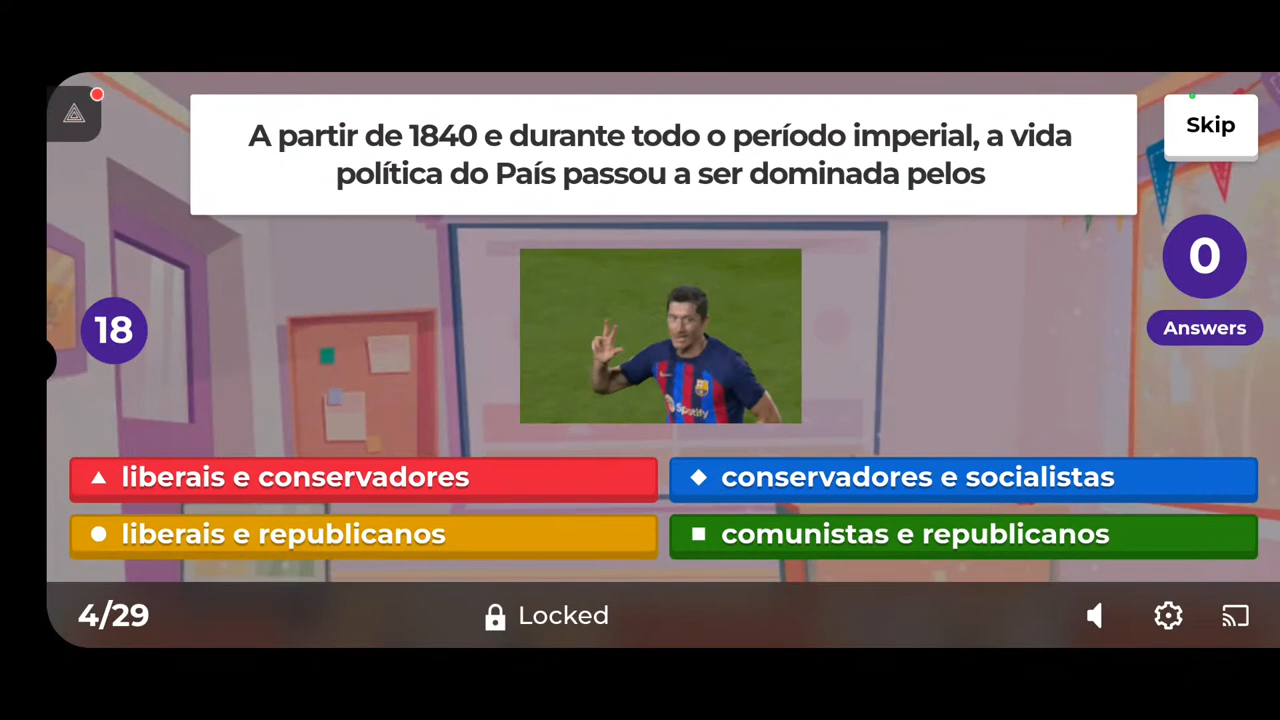 A partir de 1840 e durante todo o período imperial, a vida
política do País passou a ser dominada pelos
Skip
0
Answers
18
Spotify
liberais e conservadores
conservadores e socialistas
liberais e republicanos
comunistas e republicanos
4/29
Locked